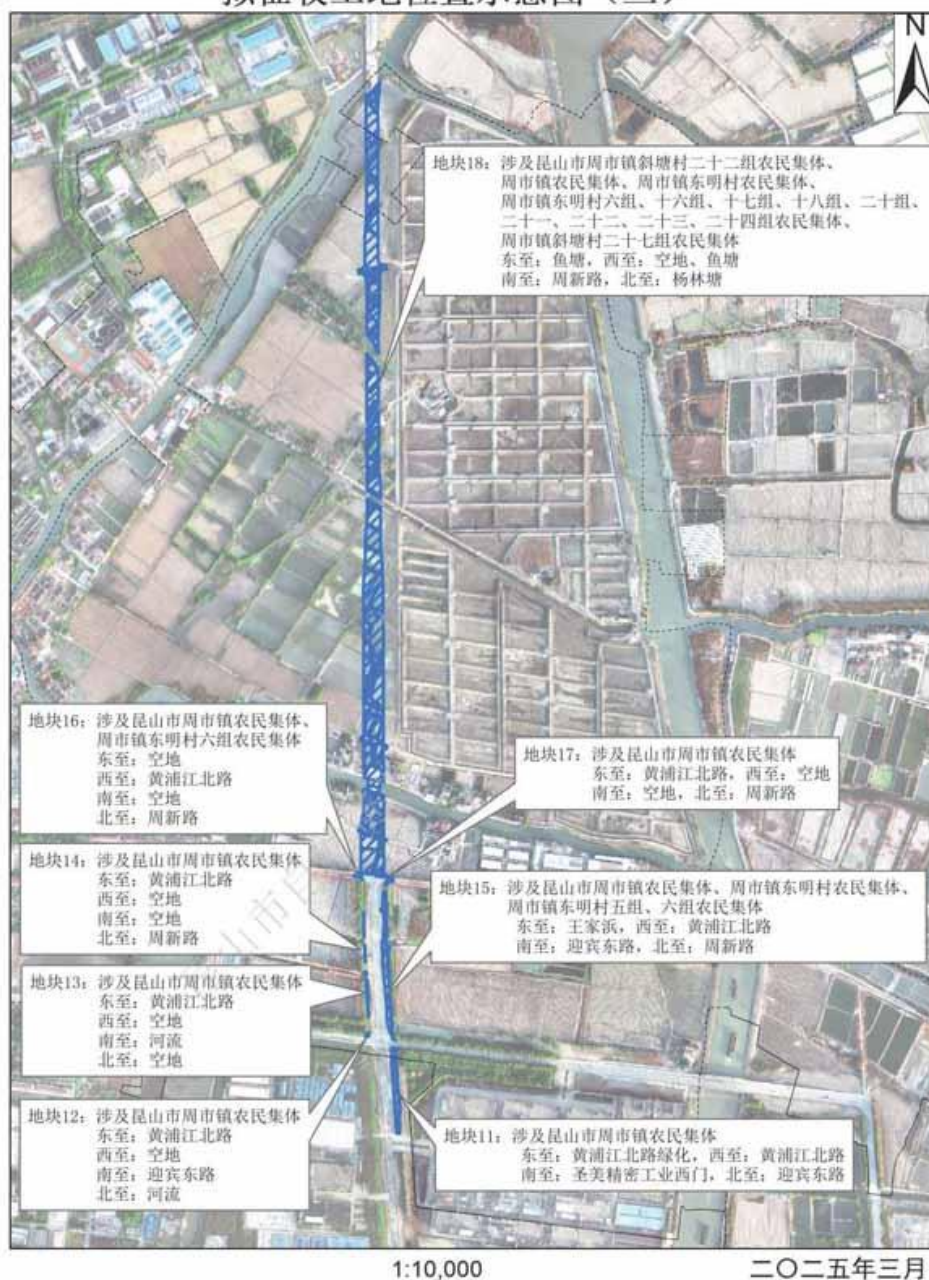 N
地块18：涉及昆山市周市镇斜塘村二十二组农民集体、
周市镇农民集体、周市镇东明村农民集体、
周市镇东明村六组、十六组、十七组、十八组、二十组、
二十一、二十二、二十三、二十四组农民集体、
周市镇斜塘村二十七组农民集体
东至：鱼塘，西至：空地、鱼塘
南至：周新路，北至：杨林塘
地块16：涉及昆山市周市镇农民集体、
周市镇东明村六组农民集体
东至：空地
西至：黄浦江北路
南至：空地
北至：周新路
地块17：涉及昆山市周市镇农民集体
东至：黄浦江北路，西至：空地
南至：空地，北至：周新路
地块14：涉及昆山市周市镇农民集体
东至：黄浦江北路
西至：空地
南至：空地
北至：周新路
地块15：涉及昆山市周市镇农民集体、周市镇东明村农民集体、
周市镇东明村五组、六组农民集体
东至：王家浜，西至：黄浦江北路
南至：迎宾东路，北至：周新路
地块13：涉及昆山市周市镇农民集体
东至：黄浦江北路
西至：空地
南至：河流
北至：空地
地块12：涉及昆山市周市镇农民集体
东至：黄浦江北路
西至：空地
南至：迎宾东路
北至：河流
地块11：涉及昆山市周市镇农民集体
东至：黄浦江北路绿化，西至：黄浦江北路
南至：圣美精密工业西门，北至：迎宾东路
1:10,000
二〇二五年三月